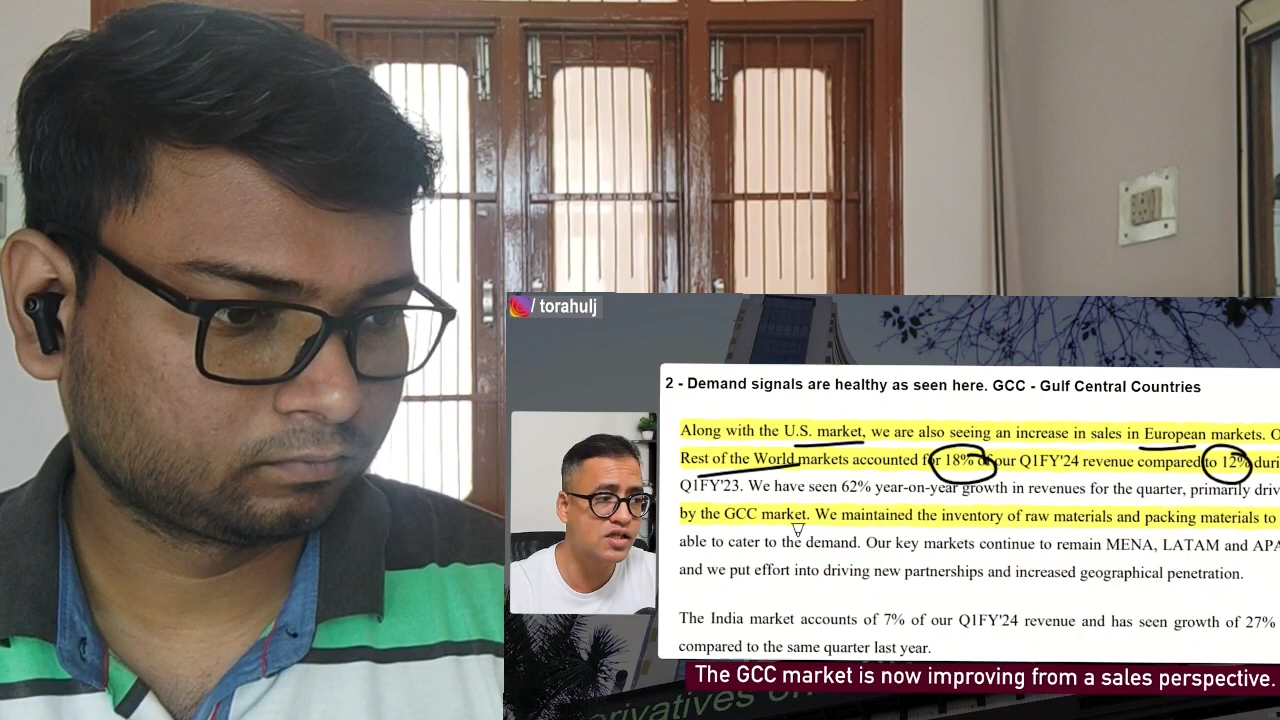 / torahulj
2 - Demand signals are healthy as seen here. GCC - Gulf Central Countries
Along with the U.S. market, we are also seeing an increase in sales in European markets. O
Rest of the World markets accounted for 18% of our Q1FY'24 revenue compared to 12% duri
Q1FY'23. We have seen 62% year-on-year growth in revenues for the quarter, primarily driv
by the GCC market. We maintained the inventory of raw materials and packing materials to
able to cater to the demand. Our key markets continue to remain MENA, LATAM and APA
and we put effort into driving new partnerships and increased geographical penetration.
The India market accounts of 7% of our Q1FY'24 revenue and has seen growth of 27%
compared to the same quarter last year.
The GCC market is now improving from a sales perspective.